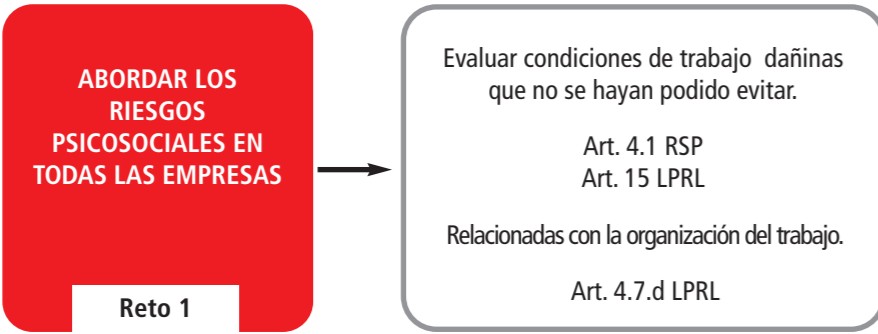 ABORDAR LOS
RIESGOS
PSICOSOCIALES EN
TODAS LAS EMPRESAS
Reto 1
Evaluar condiciones de trabajo dañinas
que no se hayan podido evitar.
Art. 4.1 RSP
Art. 15 LPRL
Relacionadas con la organización del trabajo.
Art. 4.7.d LPRL